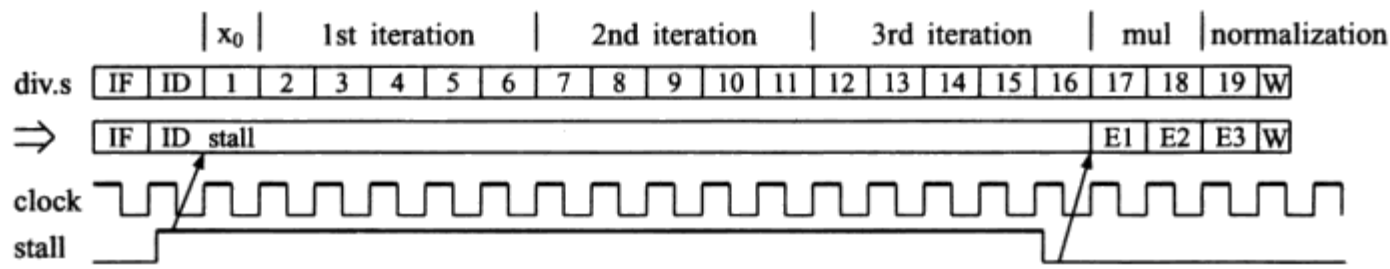 x₀ 1st iteration 2nd iteration 3rd iteration mul normalization
div.s IF ID 1 2 3 4 5 6 7 8 9 10 11 12 13 14 15 16 17 18 19 W
⇒ IF ID stall E1 E2 E3 W
clock
stall